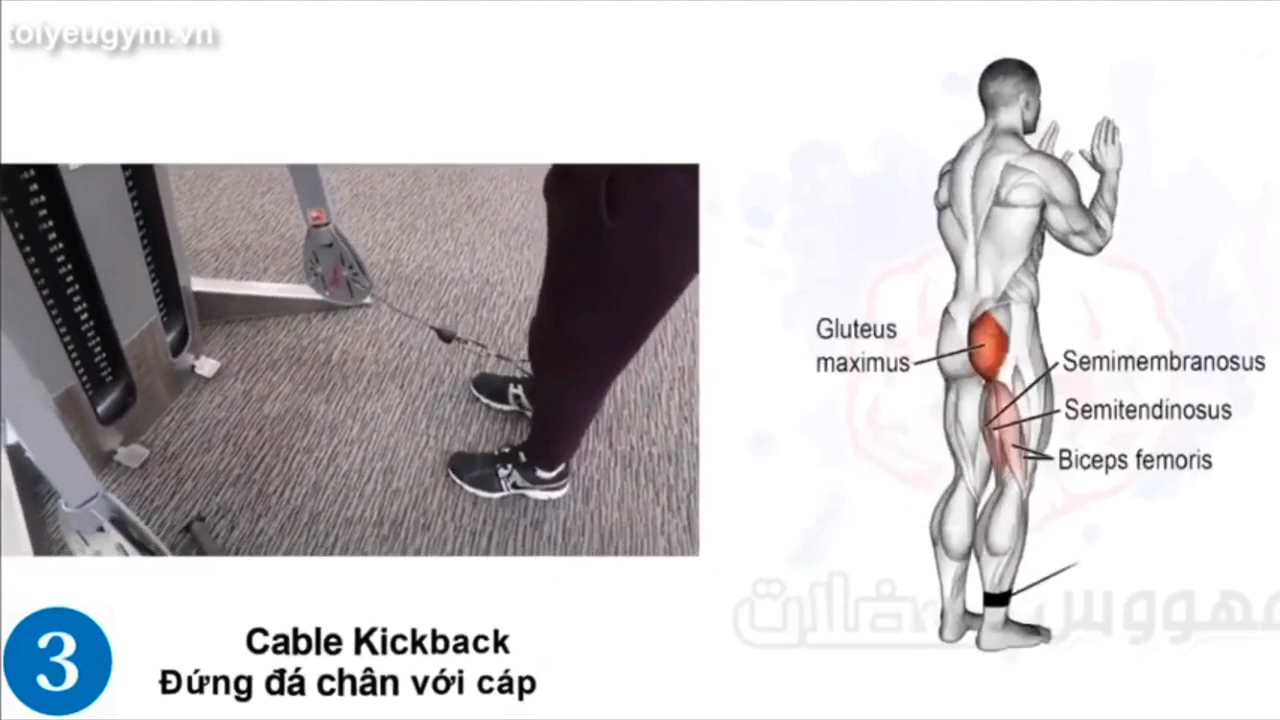 toiyeugym.vn
Gluteus
maximus
Semimembranosus
Semitendinosus
Biceps femoris
3
Cable Kickback
Đứng đá chân với cáp